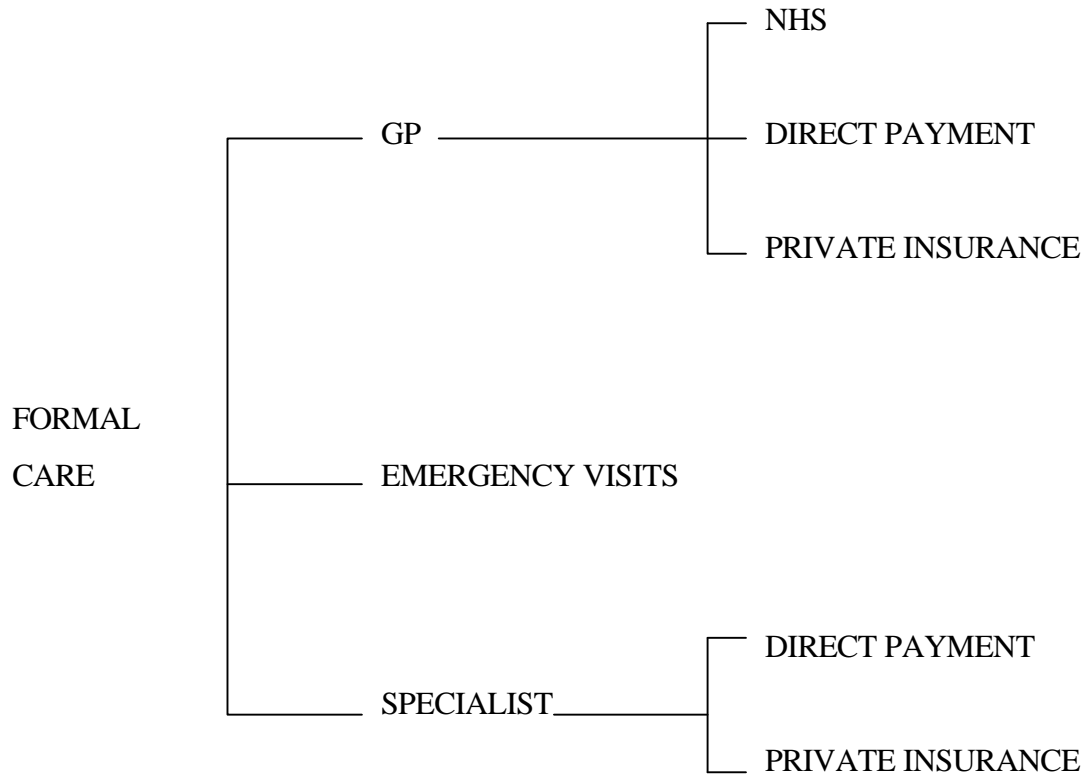 NHS
GP
DIRECT PAYMENT
PRIVATE INSURANCE
FORMAL
CARE
EMERGENCY VISITS
DIRECT PAYMENT
SPECIALIST
PRIVATE INSURANCE